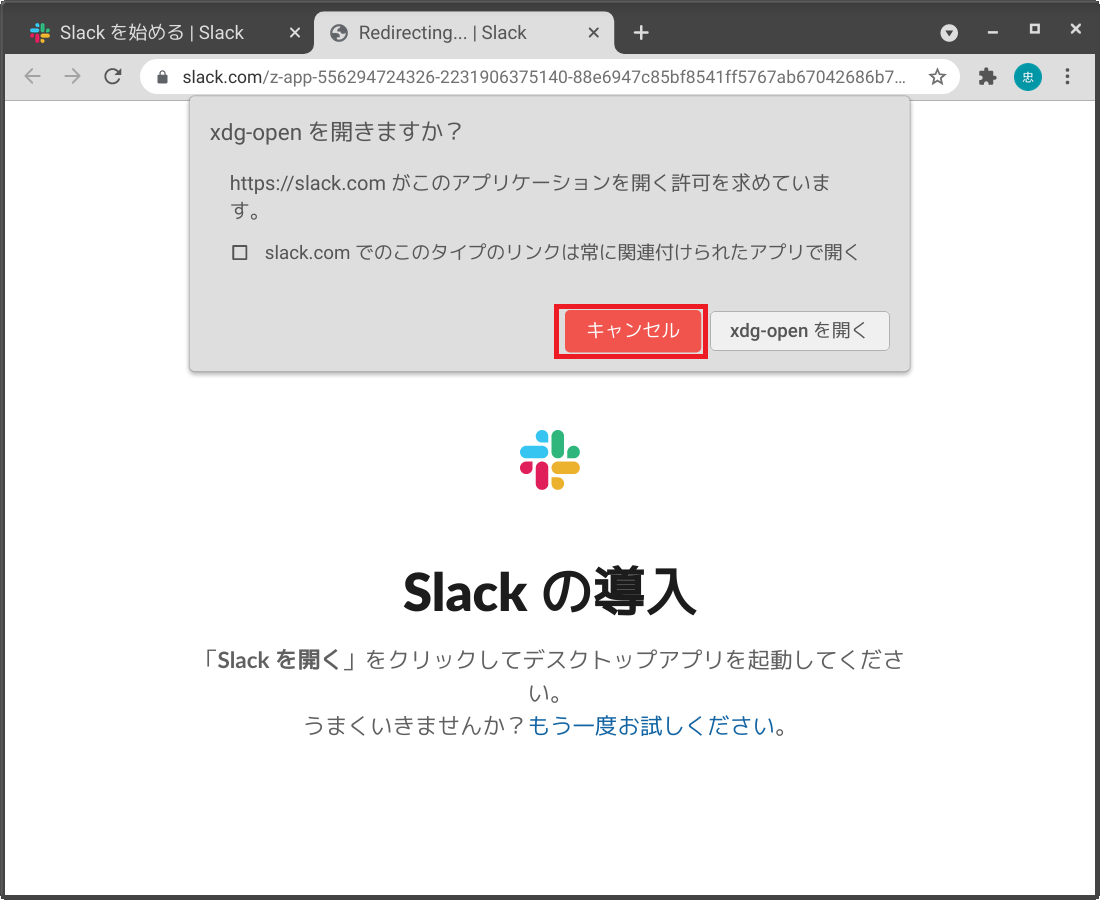 Slack を始める | Slack
Redirecting... | Slack
slack.com/z-app-556294724326-2231906375140-88e6947c85bf8541ff5767ab67042686b7...
忠
xdg-open を開きますか？
https://slack.com がこのアプリケーションを開く許可を求めていま
す。
slack.com でのこのタイプのリンクは常に関連付けられたアプリで開く
キャンセル
xdg-open を開く
Slack の導入
「Slack を開く」をクリックしてデスクトップアプリを起動してくださ
い。
うまくいきませんか？もう一度お試しください。